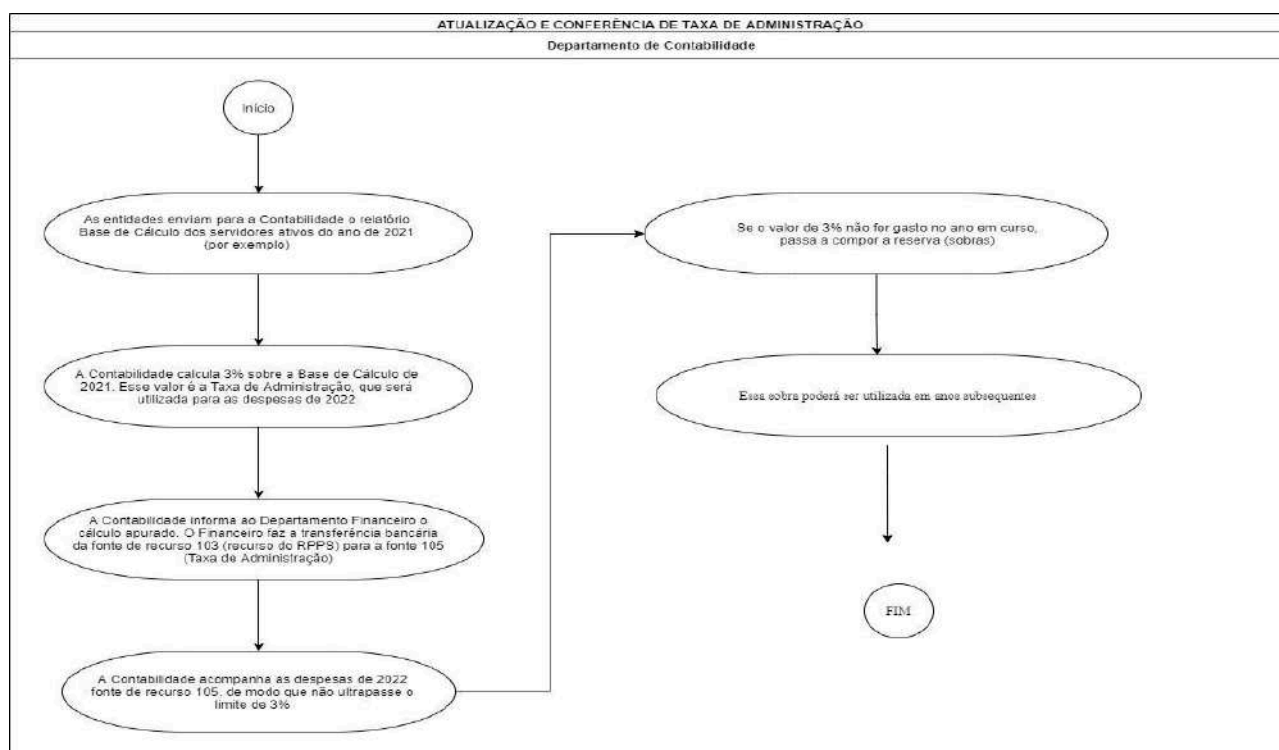 ATUALIZAÇÃO E CONFERÊNCIA DE TAXA DE ADMINISTRAÇÃO
Departamento de Contabilidade
Início
As entidades enviam para a Contabilidade o relatório
Base de Cálculo dos servidores ativos do ano de 2021
(por exemplo)
A Contabilidade calcula 3% sobre a Base de Cálculo de
2021. Esse valor é a Taxa de Administração, que será
utilizada para as despesas de 2022
A Contabilidade informa ao Departamento Financeiro o
cálculo apurado. O Financeiro faz a transferência bancária
da fonte de recurso 103 (recurso do RPPS) para a fonte 105
(Taxa de Administração)
A Contabilidade acompanha as despesas de 2022
fonte de recurso 105, de modo que não ultrapasse o
limite de 3%
Se o valor de 3% não for gasto no ano em curso,
passa a compor a reserva (sobras)
Essa sobra poderá ser utilizada em anos subsequentes
FIM